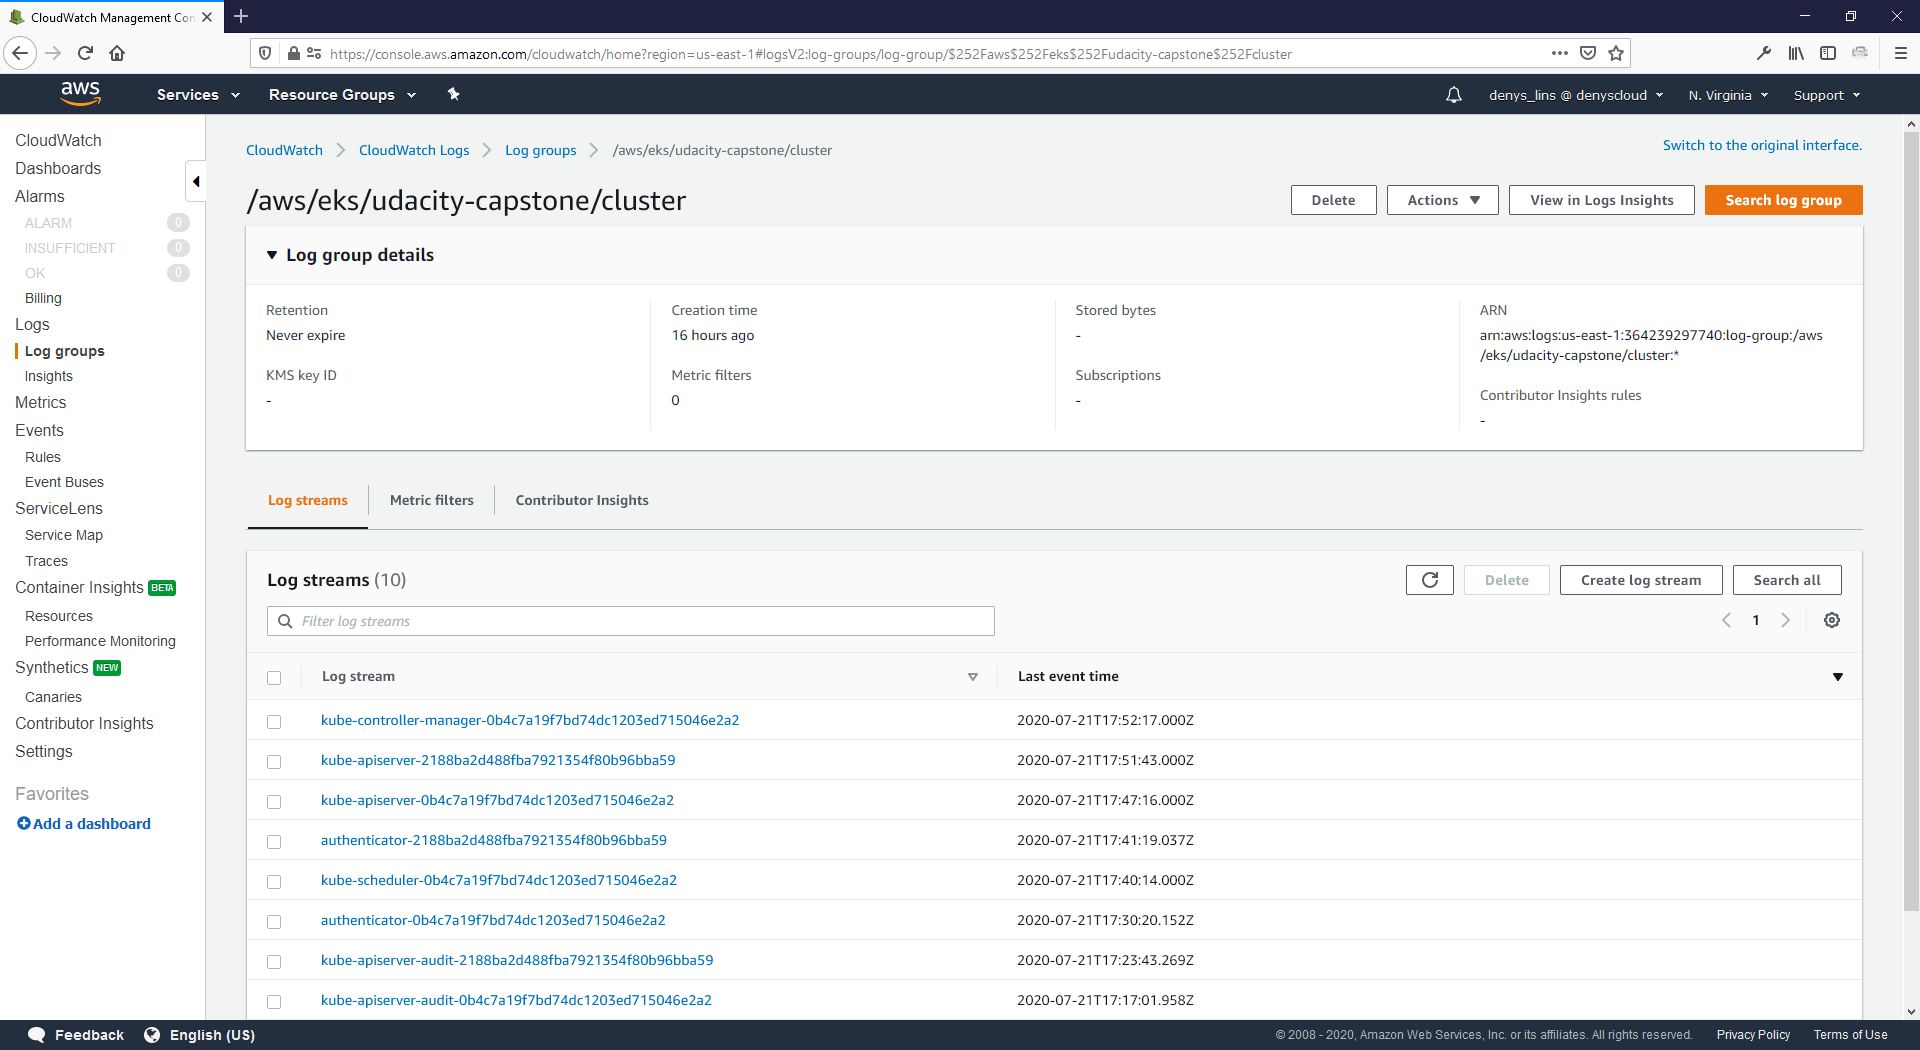 CloudWatch Management Con
https://console.aws.amazon.com/cloudwatch/home?region=us-east-1#logsV2:log-groups/log-group/$252Faws$252Feks$252Fudacity-capstone$252Fcluster
aws Services Resource Groups denys_lins @ denyscloud N. Virginia Support
CloudWatch
Dashboards
Alarms
ALARM 0
INSUFFICIENT 0
OK 0
Billing
Logs
Log groups
Insights
Metrics
Events
Rules
Event Buses
ServiceLens
Service Map
Traces
Container Insights BETA
Resources
Performance Monitoring
Synthetics NEW
Canaries
Contributor Insights
Settings
Favorites
Add a dashboard
CloudWatch CloudWatch Logs Log groups /aws/eks/udacity-capstone/cluster
Switch to the original interface.
/aws/eks/udacity-capstone/cluster
Delete Actions View in Logs Insights Search log group
Log group details
Retention
Never expire
KMS key ID
-
Creation time
16 hours ago
Metric filters
0
Stored bytes
-
Subscriptions
-
ARN
arn:aws:logs:us-east-1:364239297740:log-group:/aws
/eks/udacity-capstone/cluster:*
Contributor Insights rules
-
Log streams Metric filters Contributor Insights
Log streams (10)
Delete Create log stream Search all
Filter log streams
1
Log stream Last event time
kube-controller-manager-0b4c7a19f7bd74dc1203ed715046e2a2 2020-07-21T17:52:17.000Z
kube-apiserver-2188ba2d488fba7921354f80b96bba59 2020-07-21T17:51:43.000Z
kube-apiserver-0b4c7a19f7bd74dc1203ed715046e2a2 2020-07-21T17:47:16.000Z
authenticator-2188ba2d488fba7921354f80b96bba59 2020-07-21T17:41:19.037Z
kube-scheduler-0b4c7a19f7bd74dc1203ed715046e2a2 2020-07-21T17:40:14.000Z
authenticator-0b4c7a19f7bd74dc1203ed715046e2a2 2020-07-21T17:30:20.152Z
kube-apiserver-audit-2188ba2d488fba7921354f80b96bba59 2020-07-21T17:23:43.269Z
kube-apiserver-audit-0b4c7a19f7bd74dc1203ed715046e2a2 2020-07-21T17:17:01.958Z
Feedback English (US) © 2008 - 2020, Amazon Web Services, Inc. or its affiliates. All rights reserved. Privacy Policy Terms of Use